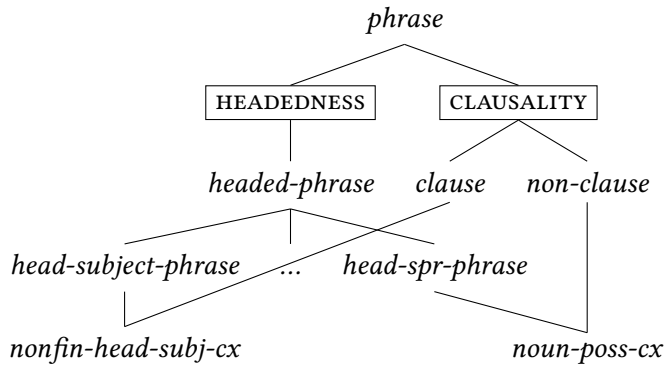 phrase
HEADEDNESS CLAUSALITY
headed-phrase clause non-clause
head-subject-phrase ... head-spr-phrase
nonfin-head-subj-cx noun-poss-cx